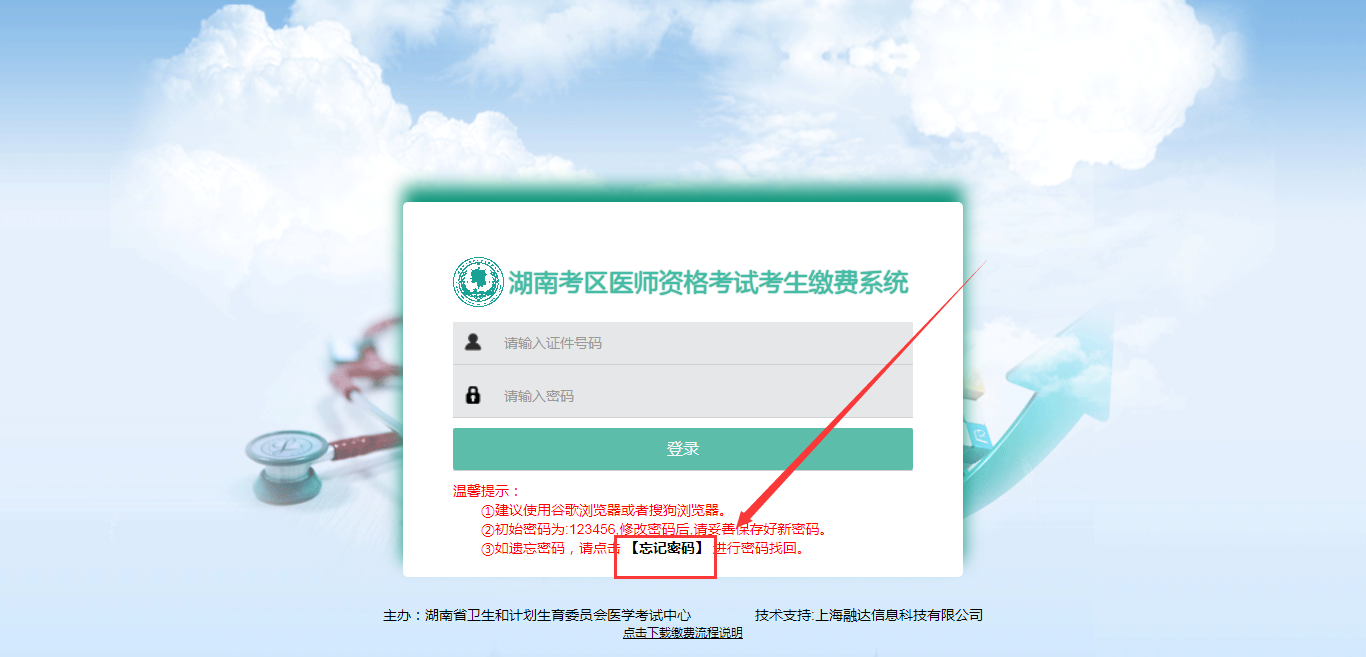 湖南考区医师资格考试考生缴费系统
请输入证件号码
请输入密码
登录
温馨提示：
①建议使用谷歌浏览器或者搜狗浏览器。
②初始密码为:123456,修改密码后,请妥善保存好新密码。
③如遗忘密码，请点击【忘记密码】进行密码找回。
主办：湖南省卫生和计划生育委员会医学考试中心 技术支持:上海融达信息科技有限公司
点击下载缴费流程说明